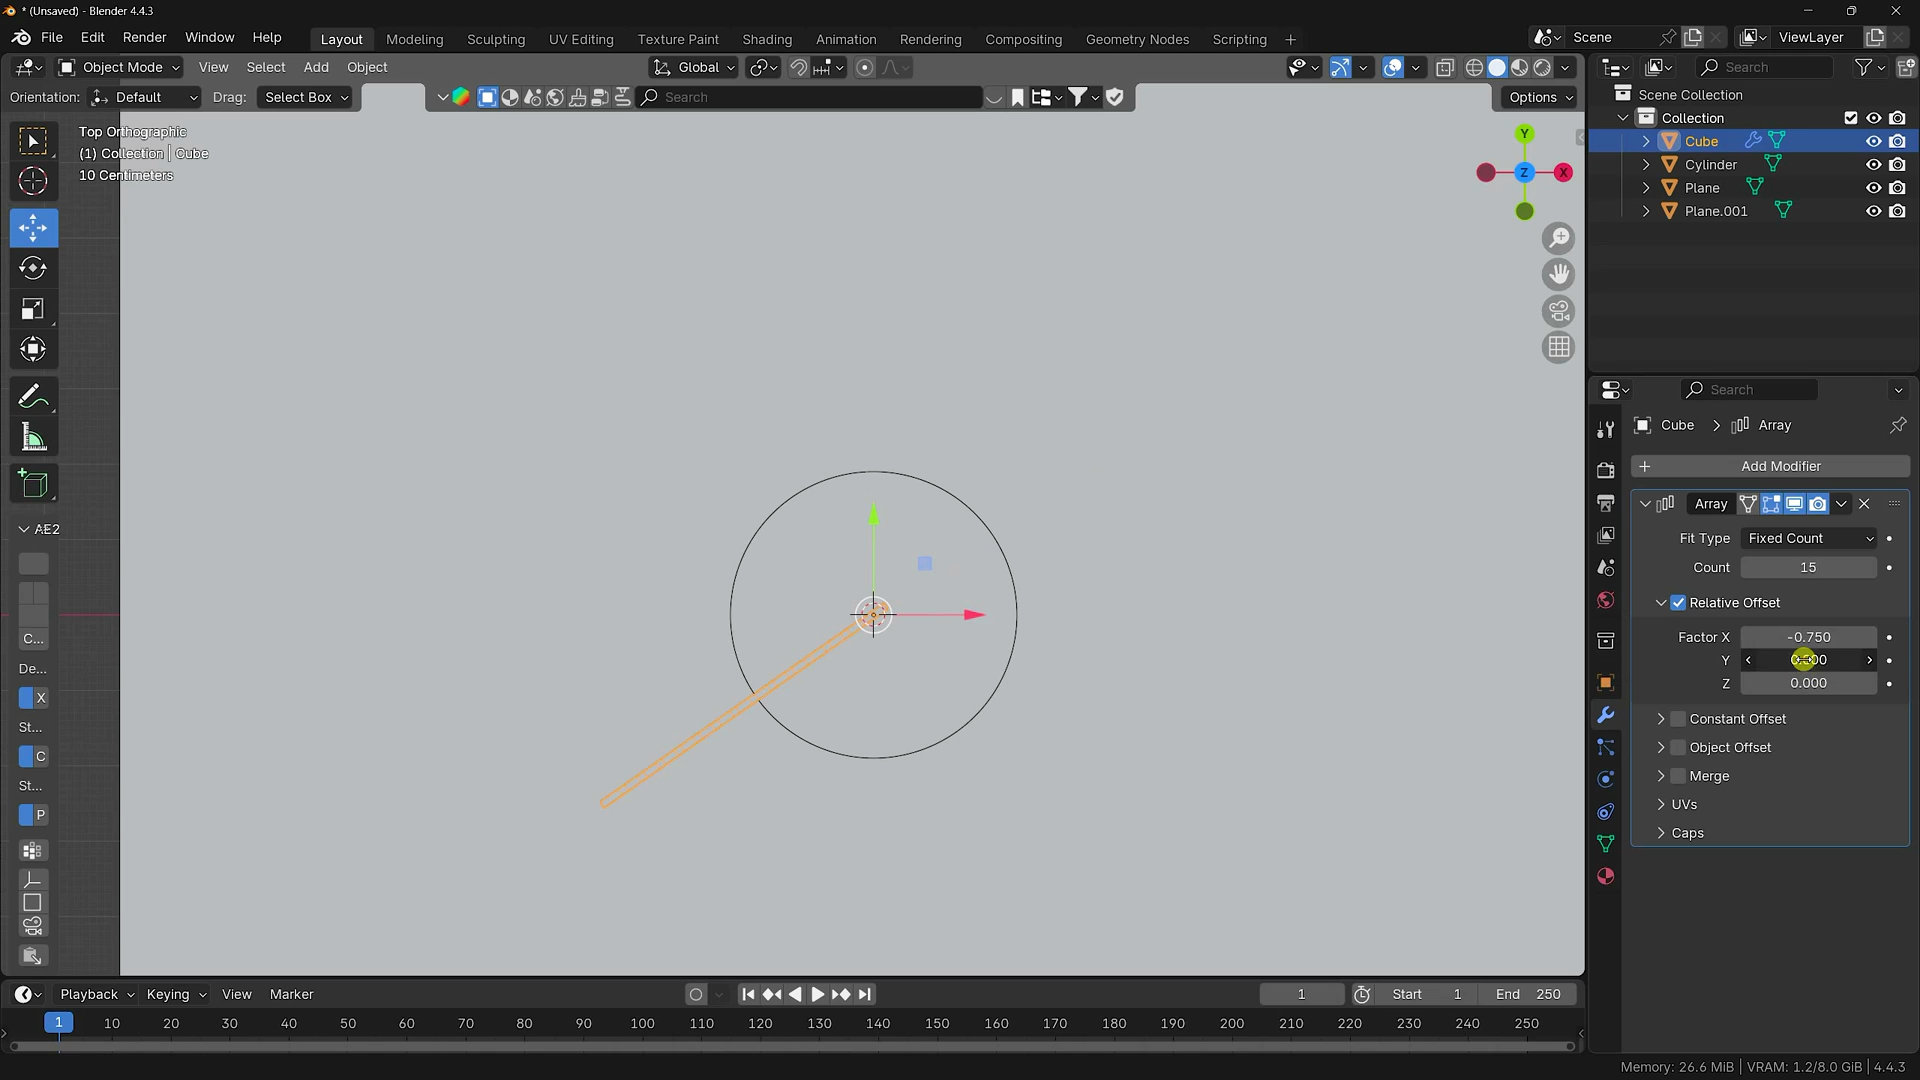 * (Unsaved) - Blender 4.4.3
File Edit Render Window Help
Layout Modeling Sculpting UV Editing Texture Paint Shading Animation Rendering Compositing Geometry Nodes Scripting +
Scene
ViewLayer
Object Mode View Select Add Object
Global
Search
Orientation: Default Drag: Select Box
Search
Options
Top Orthographic
(1) Collection | Cube
10 Centimeters
Y
Z
X
Scene Collection
Collection
Cube
Cylinder
Plane
Plane.001
Search
Cube > Array
+ Add Modifier
Array
Fit Type Fixed Count
Count 15
Relative Offset
Factor X -0.750
Y
Z 0.000
Constant Offset
Object Offset
Merge
UVs
Caps
AE2
C...
De...
X
St...
C
St...
P
Playback Keying View Marker
1
Start 1
End 250
1 10 20 30 40 50 60 70 80 90 100 110 120 130 140 150 160 170 180 190 200 210 220 230 240 250
Memory: 26.6 MiB | VRAM: 1.2/8.0 GiB | 4.4.3